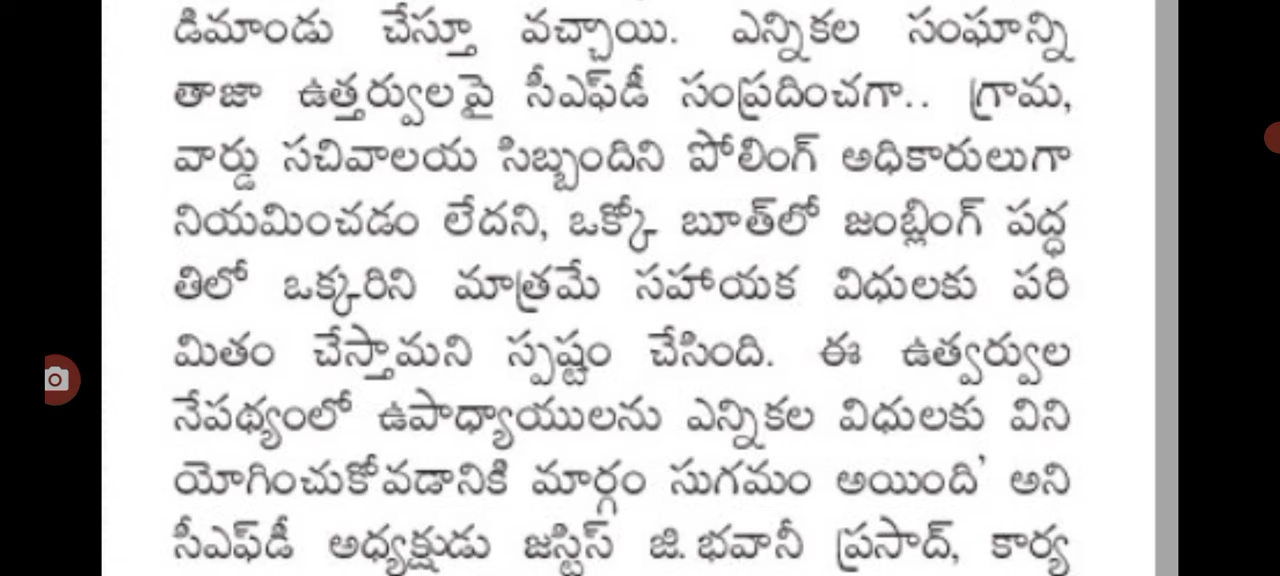 డిమాండు చేస్తూ వచ్చాయి. ఎన్నికల సంఘాన్ని
తాజా ఉత్తర్వులపై సీఎఫ్‌డీ సంప్రదించగా.. గ్రామ,
వార్డు సచివాలయ సిబ్బందిని పోలింగ్ అధికారులుగా
నియమించడం లేదని, ఒక్కో బూత్‌లో జంబ్లింగ్ పద్ధ
తిలో ఒక్కరిని మాత్రమే సహాయక విధులకు పరి
మితం చేస్తామని స్పష్టం చేసింది. ఈ ఉత్వర్వుల
నేపథ్యంలో ఉపాధ్యాయులను ఎన్నికల విధులకు విని
యోగించుకోవడానికి మార్గం సుగమం అయింది' అని
సీఎఫ్‌డీ అధ్యక్షుడు జస్టిస్ జి. భవానీ ప్రసాద్, కార్య